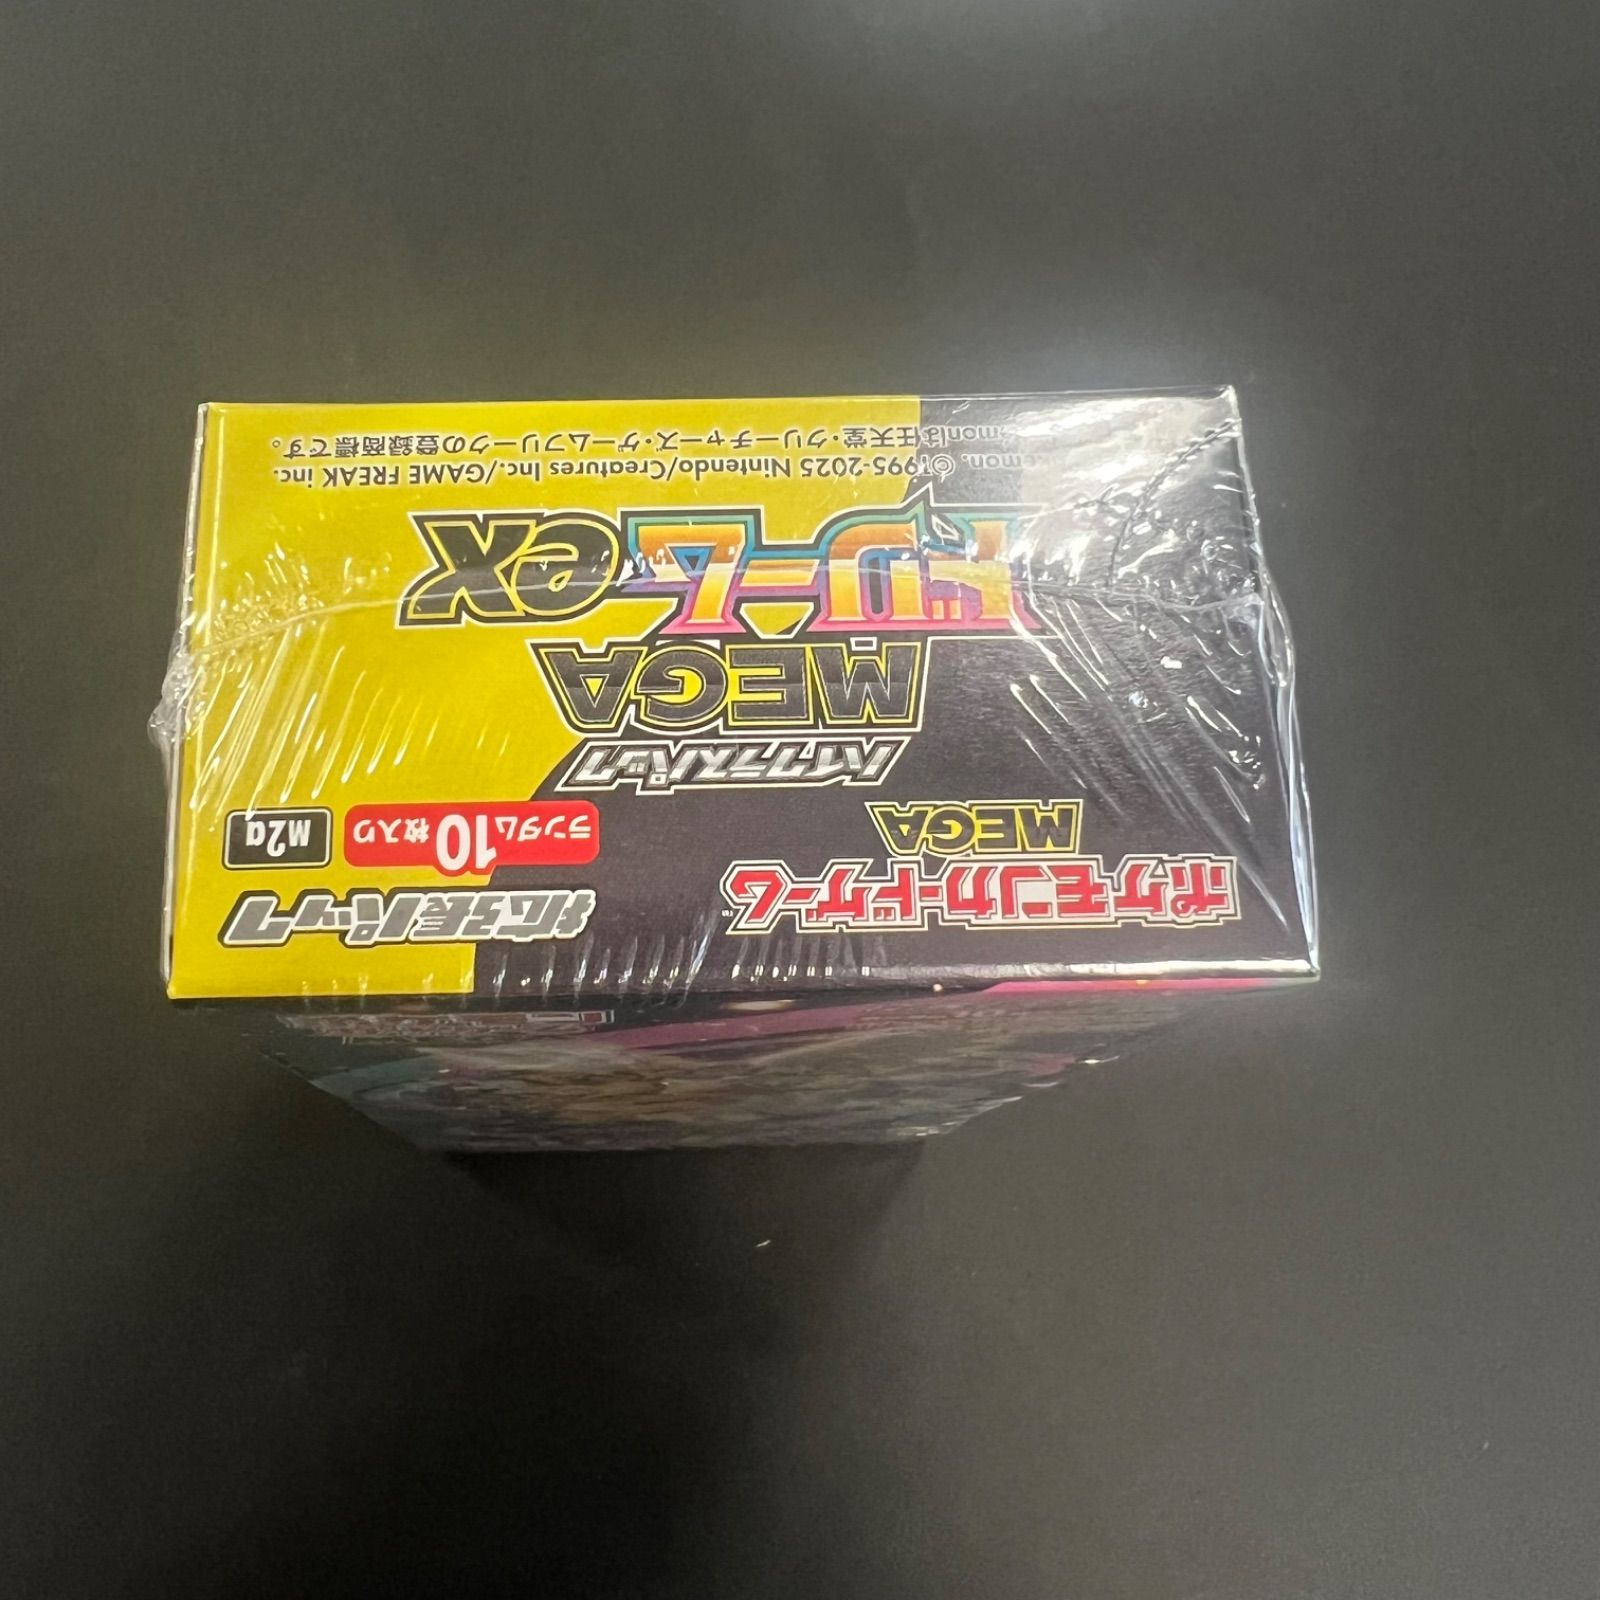 ポケモンカードゲーム
MEGA
拡張パック
ランダム10枚入り
M2a
ハイクラスパック
MEGA
ドリームex
©1995-2025 Nintendo/Creatures Inc./GAME FREAK inc.
は任天堂・クリーチャーズ・ゲームフリークの登録商標です。